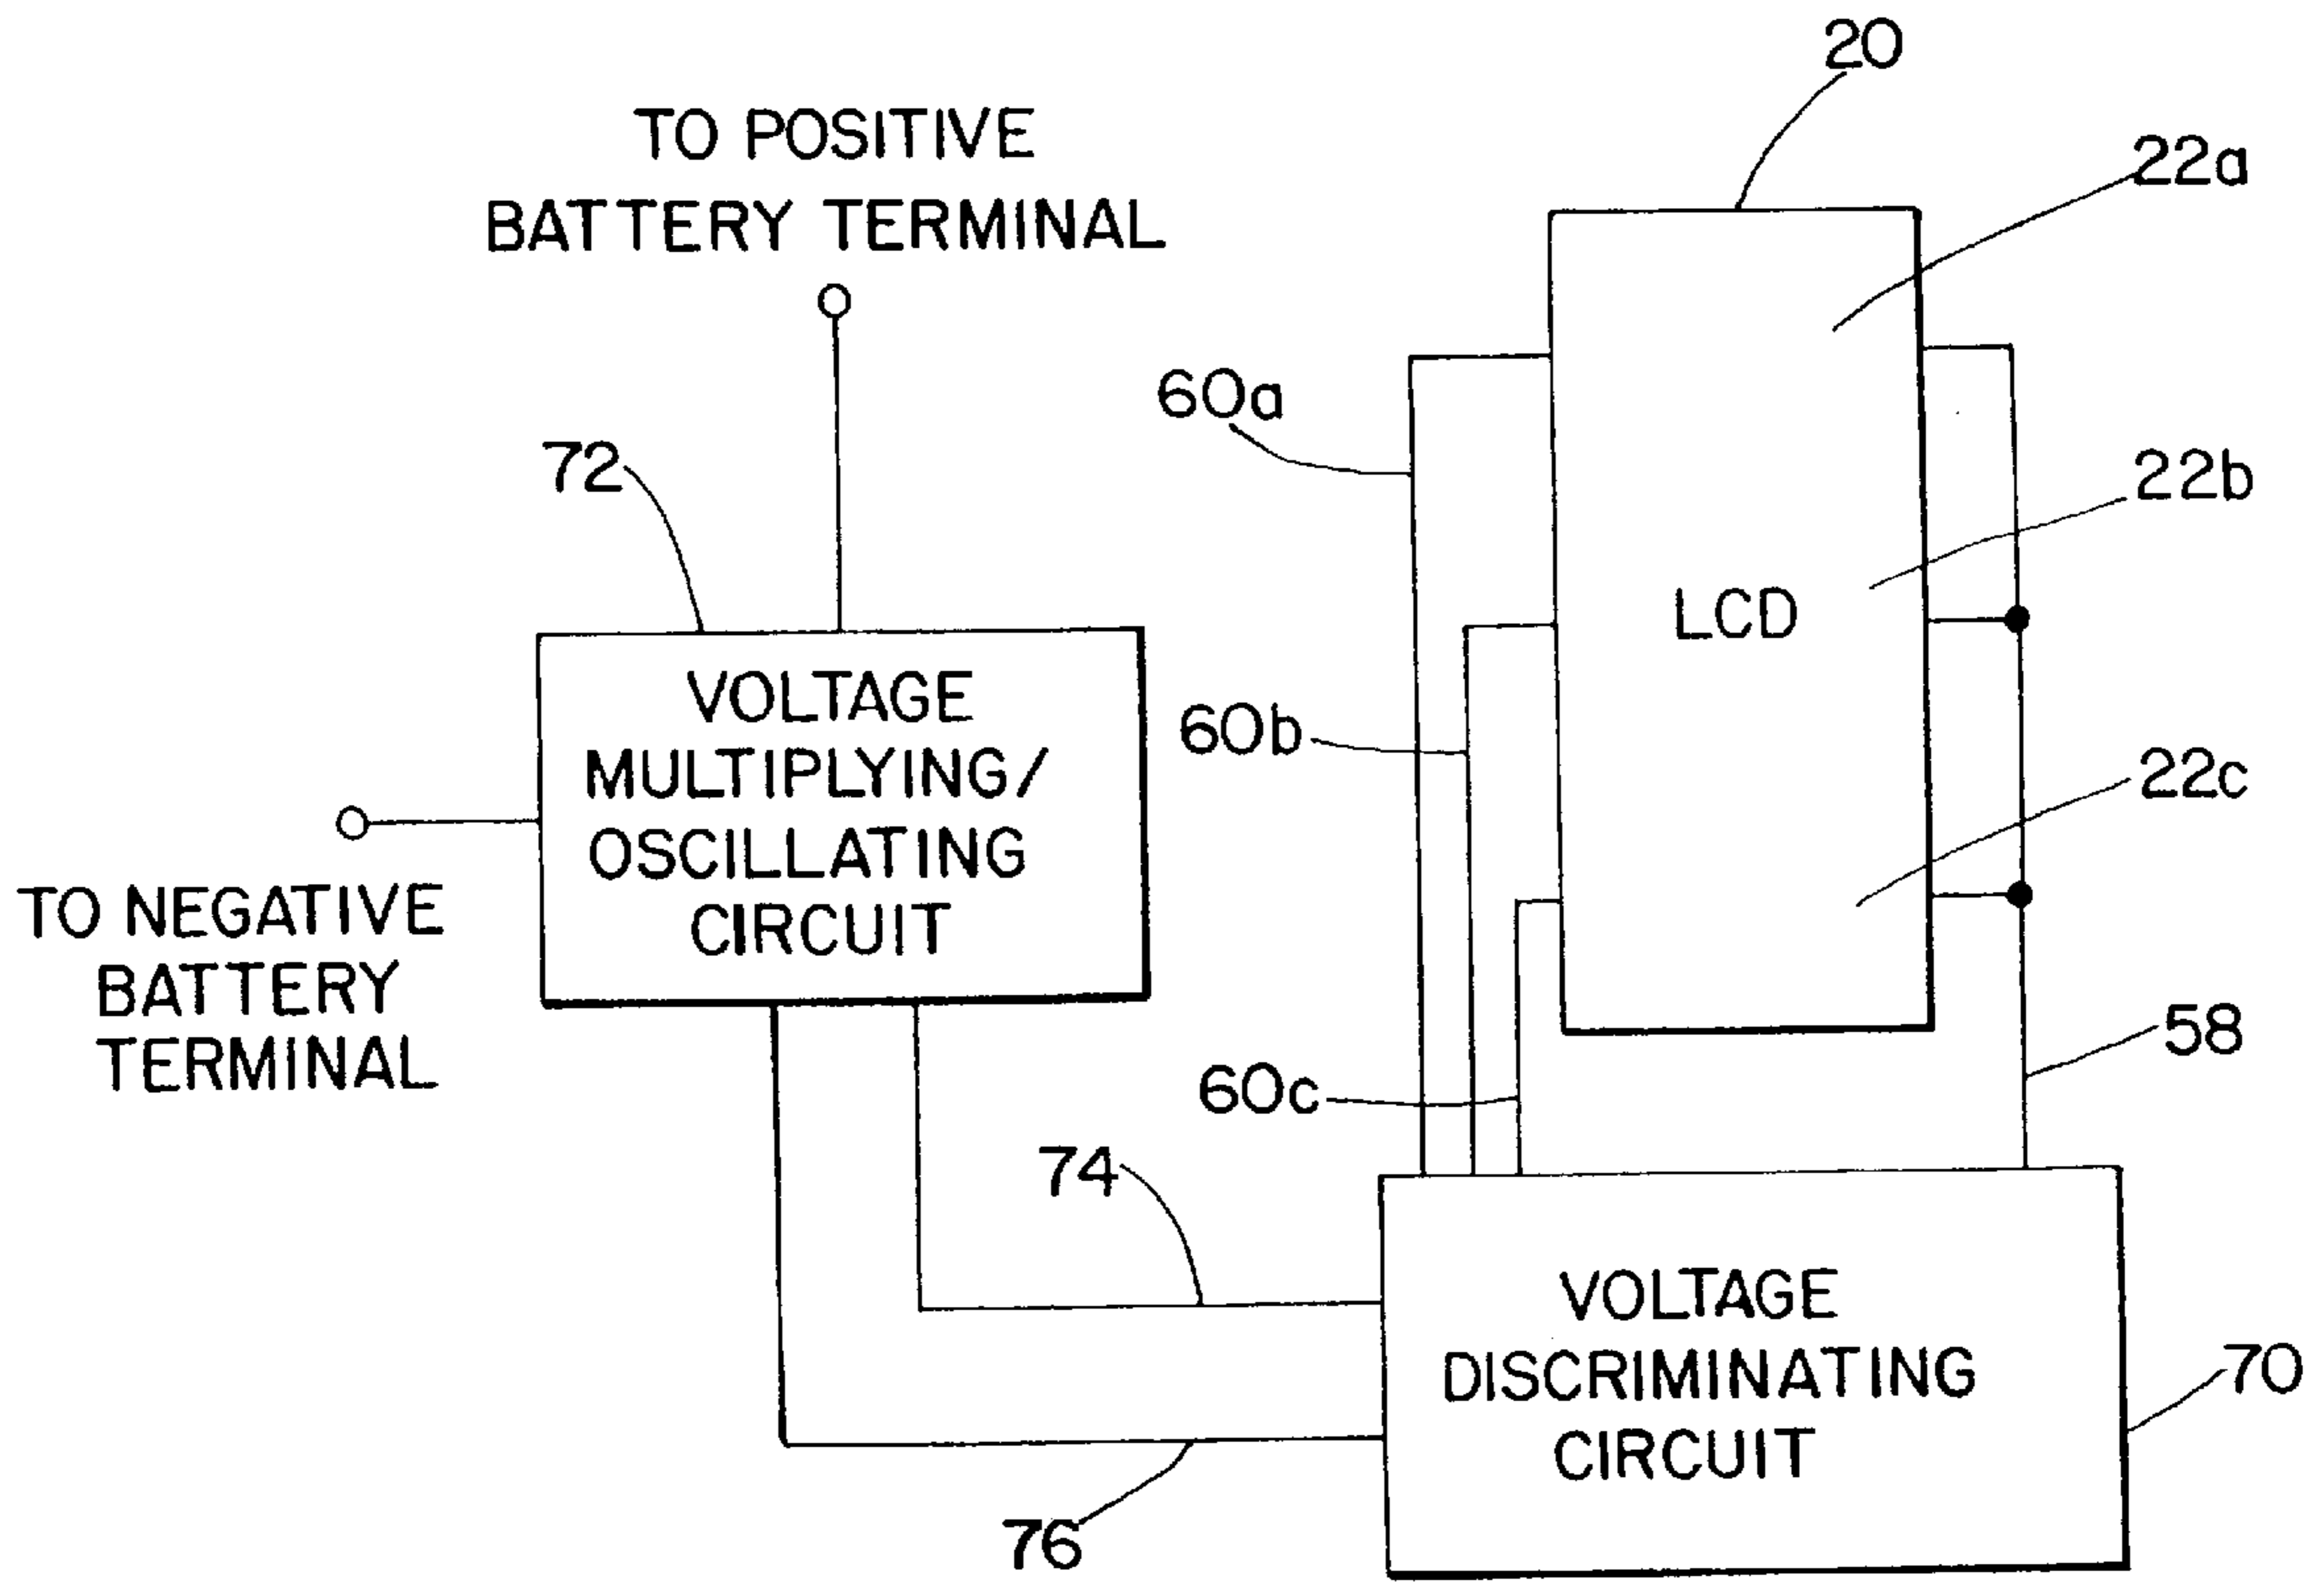 20
TO POSITIVE
BATTERY TERMINAL
22a
60a
72
22b
LCD
VOLTAGE
MULTIPLYING/
OSCILLATING
CIRCUIT
60b
22c
TO NEGATIVE
BATTERY
TERMINAL
58
60c
74
VOLTAGE
DISCRIMINATING
CIRCUIT
70
76